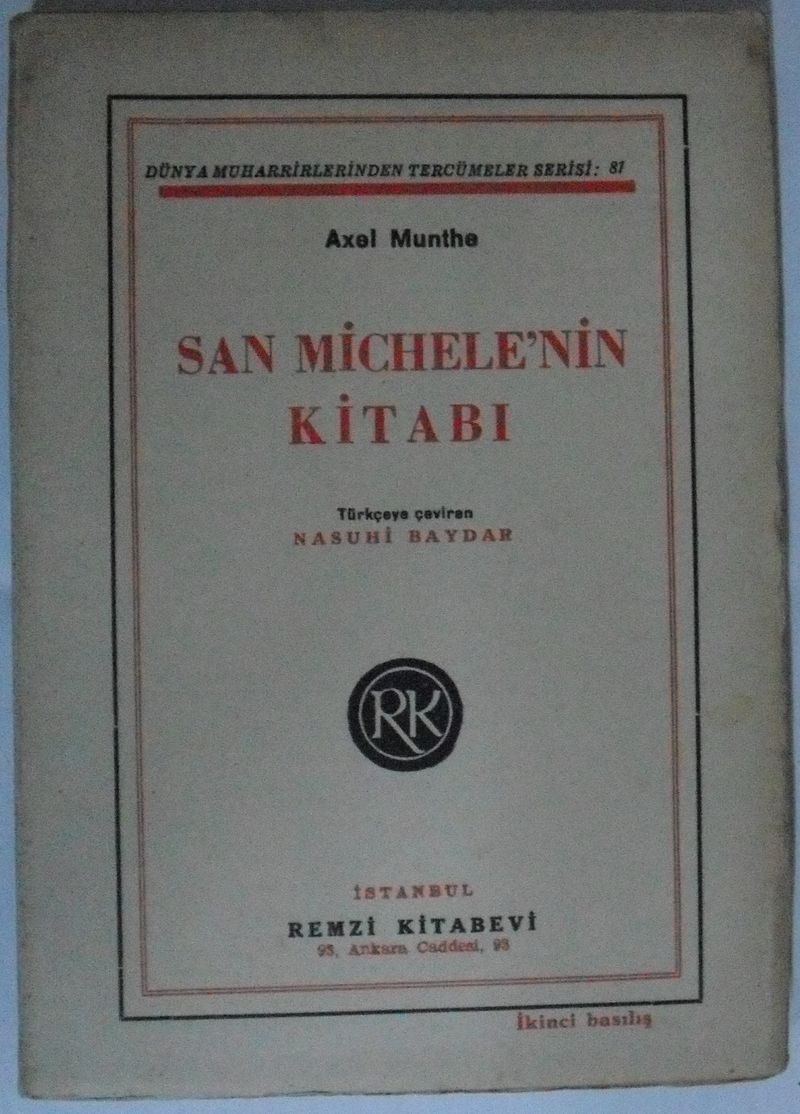 DÜNYA MUHARRİRLERİNDEN TERCÜMELER SERİSİ: 81
Axel Munthe
SAN MİCHELE'NİN
KİTABI
Türkçeye çeviren
NASUHİ BAYDAR
RK
İSTANBUL
REMZİ KİTABEVİ
93, Ankara Caddesi, 93
İkinci basılış